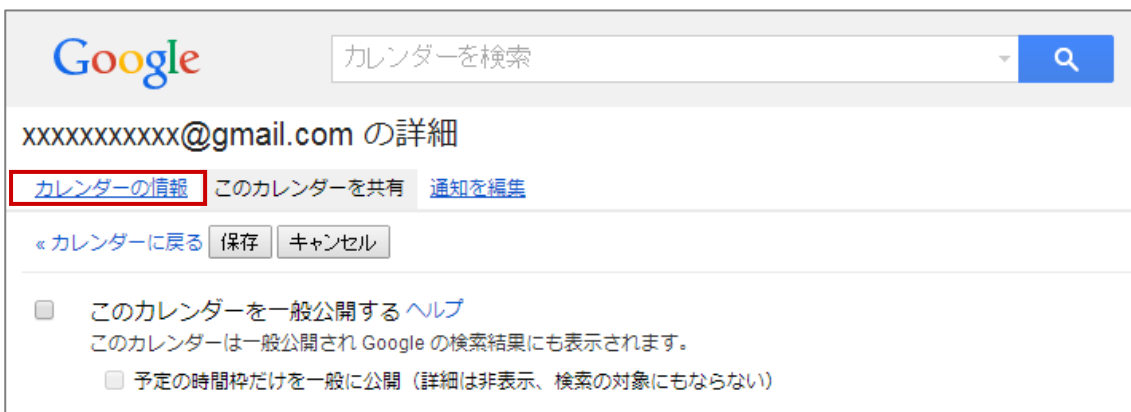 Google カレンダーを検索
xxxxxxxxxxx@gmail.com の詳細
カレンダーの情報 このカレンダーを共有 通知を編集
« カレンダーに戻る 保存 キャンセル
このカレンダーを一般公開する ヘルプ
このカレンダーは一般公開され Google の検索結果にも表示されます。
予定の時間枠だけを一般に公開（詳細は非表示、検索の対象にもならない）